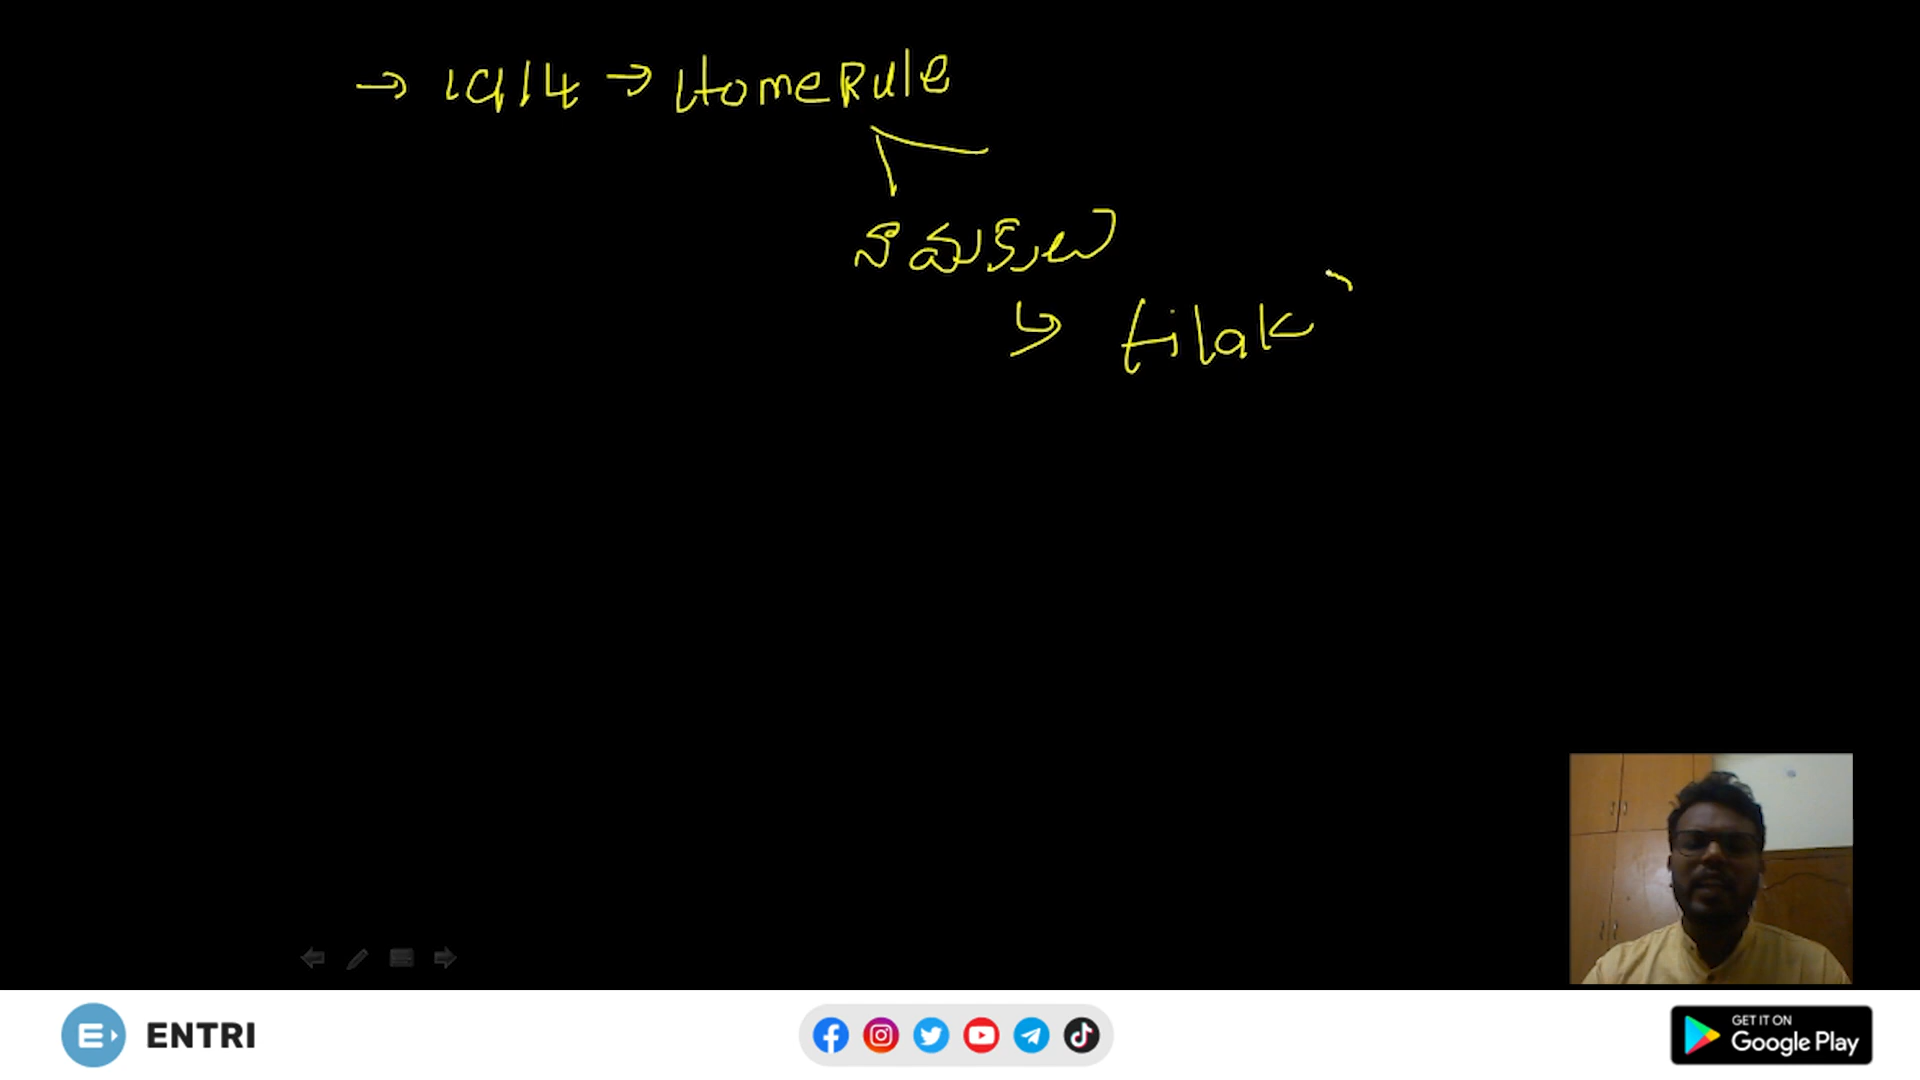 → 1914 → HomeRule
నాయకులు
↳ tilak
ENTRI
GET IT ON
Google Play